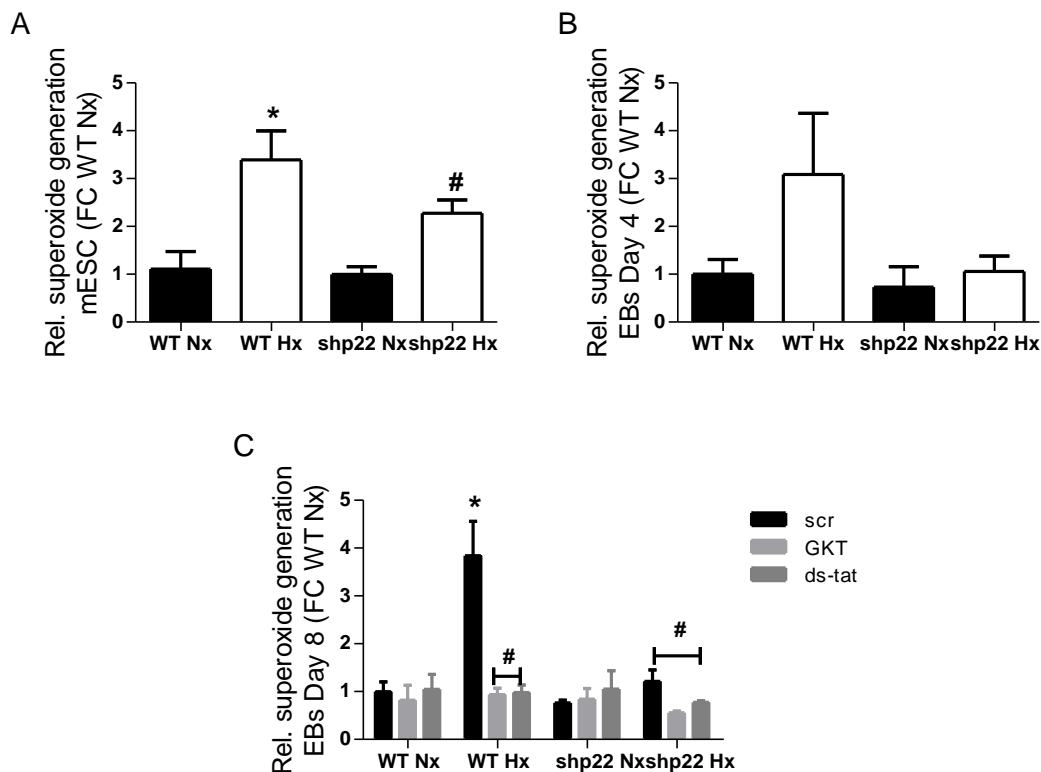 A
Rel. superoxide generation
mESC (FC WT Nx)
5
4
3
2
1
0
*
#
WT Nx WT Hx shp22 Nx shp22 Hx
B
Rel. superoxide generation
EBs Day 4 (FC WT Nx)
5
4
3
2
1
0
WT Nx WT Hx shp22 Nx shp22 Hx
C
Rel. superoxide generation
EBs Day 8 (FC WT Nx)
5
4
3
2
1
0
*
#
#
WT Nx WT Hx shp22 Nx shp22 Hx
scr
GKT
ds-tat